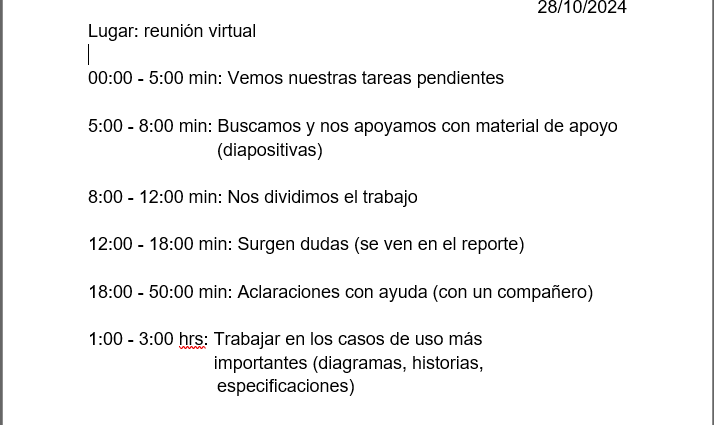 28/10/2024
Lugar: reunión virtual
00:00 - 5:00 min: Vemos nuestras tareas pendientes
5:00 - 8:00 min: Buscamos y nos apoyamos con material de apoyo
(diapositivas)
8:00 - 12:00 min: Nos dividimos el trabajo
12:00 - 18:00 min: Surgen dudas (se ven en el reporte)
18:00 - 50:00 min: Aclaraciones con ayuda (con un compañero)
1:00 - 3:00 hrs: Trabajar en los casos de uso más
importantes (diagramas, historias,
especificaciones)